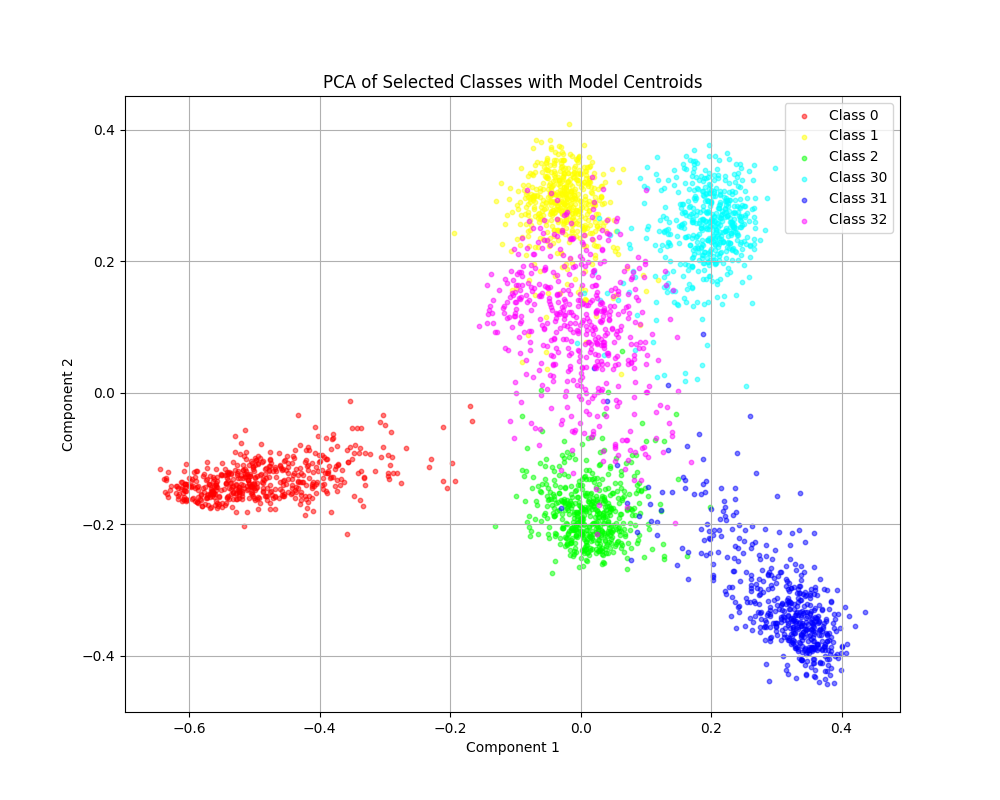 PCA of Selected Classes with Model Centroids
Class 0
Class 1
Class 2
Class 30
Class 31
Class 32
0.4
0.2
0.0
−0.2
−0.4
Component 2
−0.6 −0.4 −0.2 0.0 0.2 0.4
Component 1